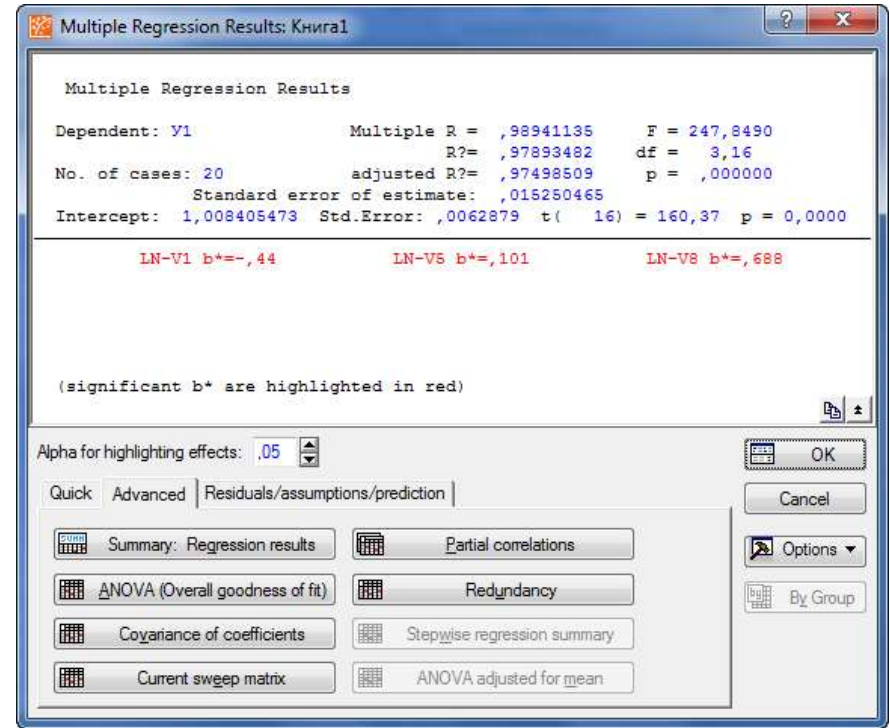 Multiple Regression Results: Книга1
Multiple Regression Results
Dependent: У1 Multiple R = ,98941135 F = 247,8490
R?= ,97893482 df = 3,16
No. of cases: 20 adjusted R?= ,97498509 p = ,000000
Standard error of estimate: ,015250465
Intercept: 1,008405473 Std.Error: ,0062879 t( 16) = 160,37 p = 0,0000
LN-V1 b*=-,44 LN-V5 b*=,101 LN-V8 b*=,688
(significant b* are highlighted in red)
Alpha for highlighting effects: ,05
OK
Quick Advanced Residuals/assumptions/prediction
Cancel
Summary: Regression results Partial correlations
Options
ANOVA (Overall goodness of fit) Redundancy
By Group
Covariance of coefficients Stepwise regression summary
Current sweep matrix ANOVA adjusted for mean